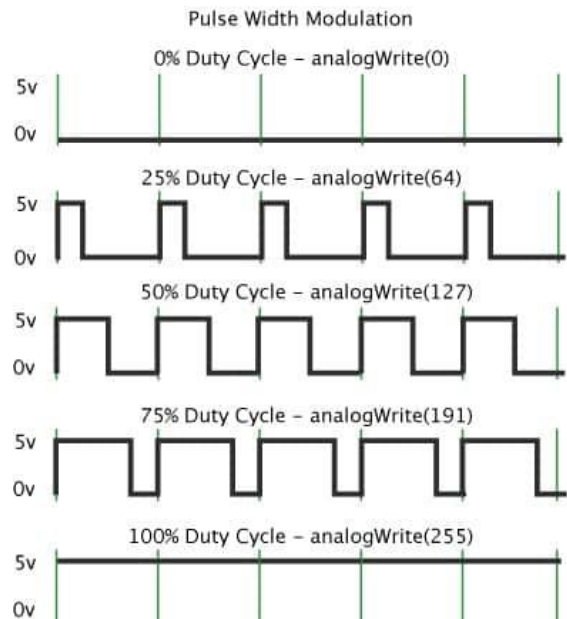 Pulse Width Modulation
0% Duty Cycle – analogWrite(0)
5v
0v
25% Duty Cycle – analogWrite(64)
5v
0v
50% Duty Cycle – analogWrite(127)
5v
0v
75% Duty Cycle – analogWrite(191)
5v
0v
100% Duty Cycle – analogWrite(255)
5v
0v